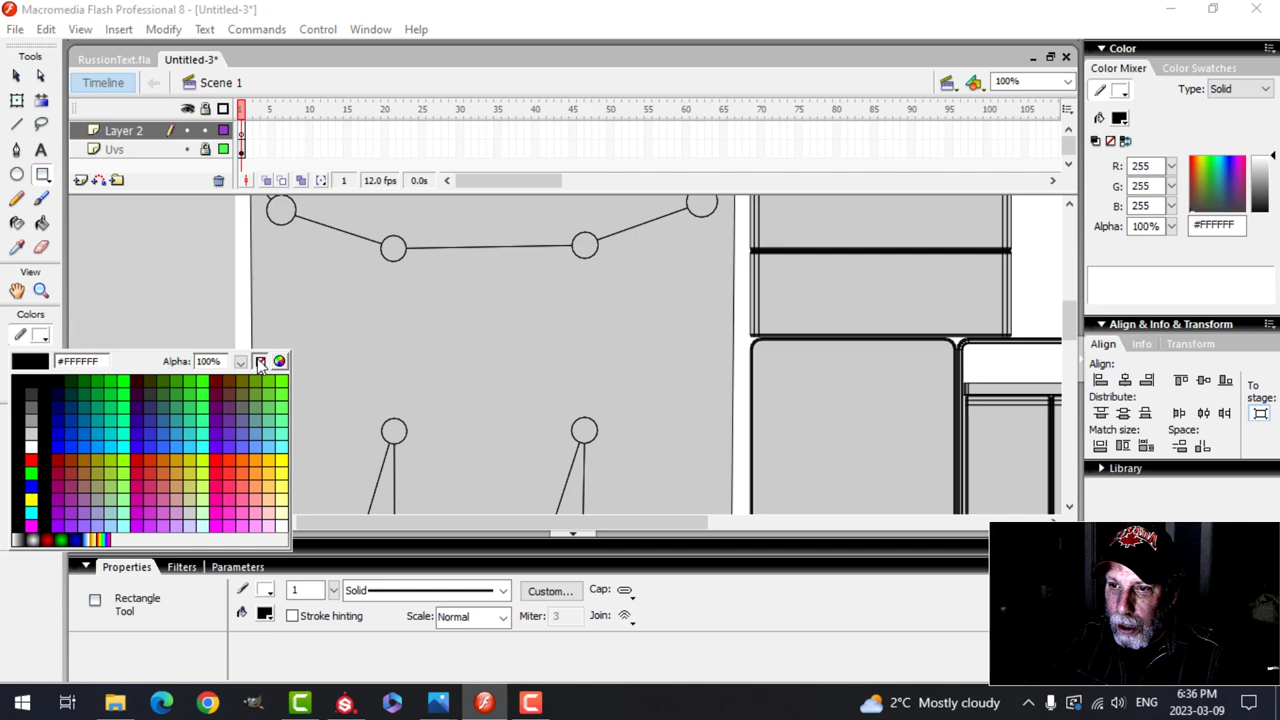 Macromedia Flash Professional 8 - [Untitled-3*]
File Edit View Insert Modify Text Commands Control Window Help
Tools
RussionText.fla Untitled-3*
Timeline Scene 1 100%
5 10 15 20 25 30 35 40 45 50 55 60 65 70 75 80 85 90 95 100 105
Layer 2
Uvs
1 12.0 fps 0.0s
View
Colors
#FFFFFF Alpha: 100%
Color
Color Mixer Color Swatches
Type: Solid
R: 255
G: 255
B: 255
Alpha: 100% #FFFFFF
Align & Info & Transform
Align Info Transform
Align:
Distribute:
Match size: Space:
To stage:
Library
Properties Filters Parameters
Rectangle Tool
1 Solid Custom... Cap:
Stroke hinting Scale: Normal Miter: 3 Join:
2°C Mostly cloudy ENG 6:36 PM
2023-03-09